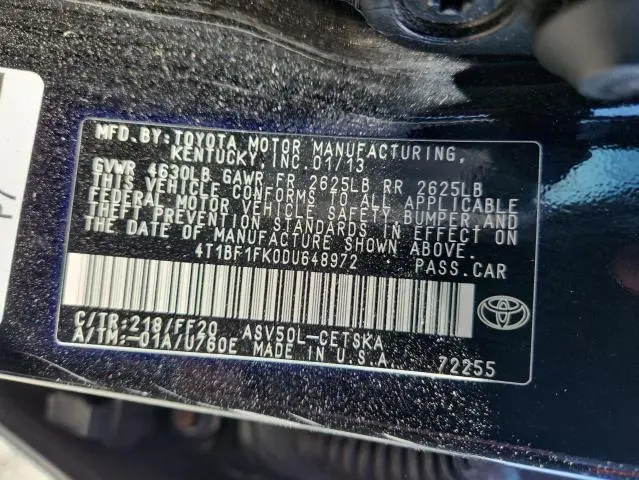 MFD.BY:TOYOTA MOTOR MANUFACTURING,
KENTUCKY,INC.01/13
GVWR 4630LB GAWR FR 2625LB RR 2625LB
THIS VEHICLE CONFORMS TO ALL APPLICABLE
FEDERAL MOTOR VEHICLE SAFETY,BUMPER,AND
THEFT PREVENTION STANDARDS IN EFFECT ON
THE DATE OF MANUFACTURE SHOWN ABOVE.
4T1BF1FK0DU648972 PASS.CAR
C/TR:218/FF20 ASV50L-CETSKA
A/TM:-01A/U760E MADE IN U.S.A. 72255